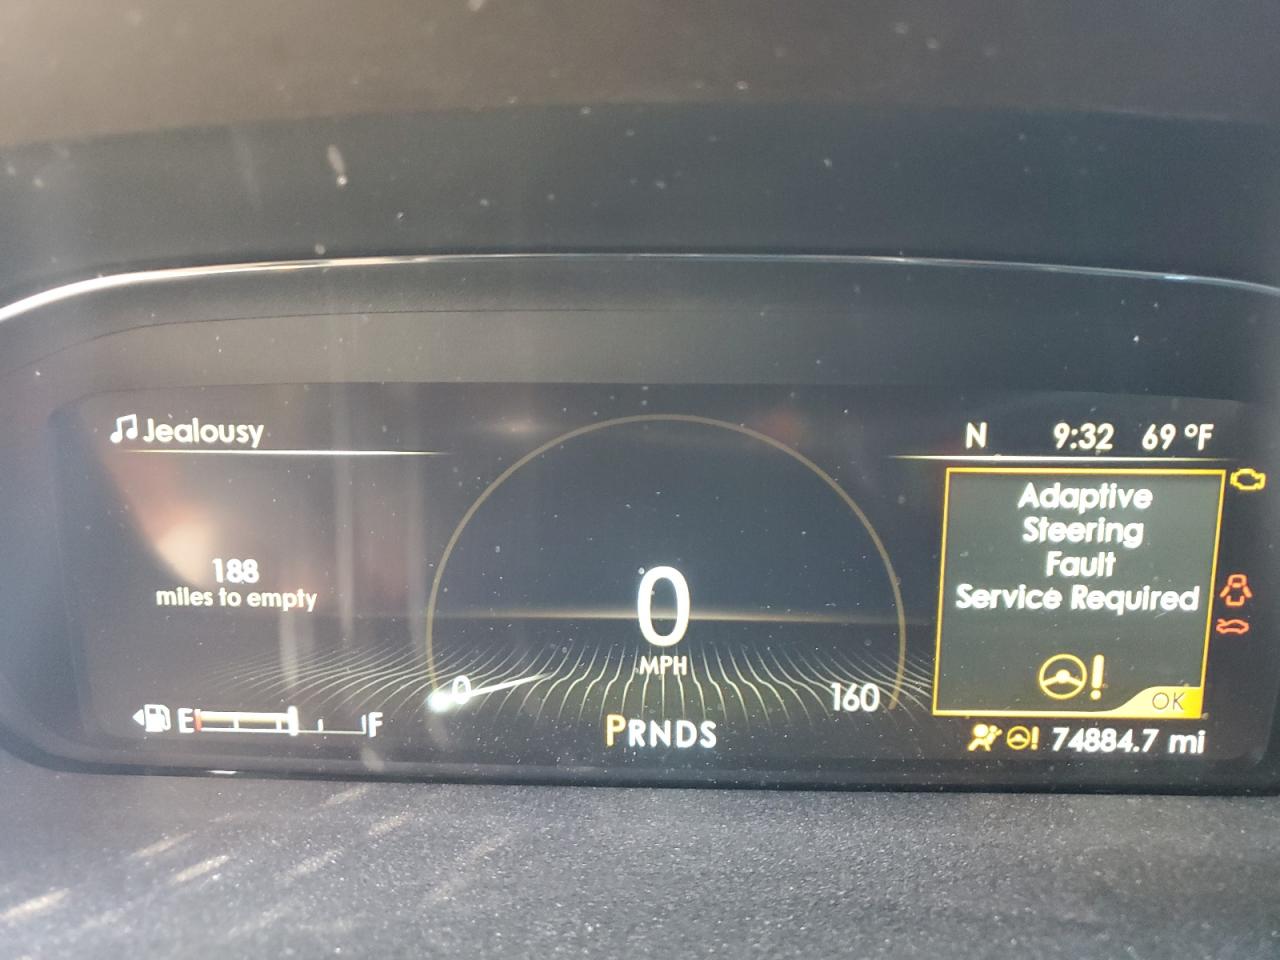 Jealousy
N 9:32 69 °F
Adaptive
Steering
Fault
Service Required
188
miles to empty
0
MPH
0
160
OK
E F
PRNDS
74884.7 mi